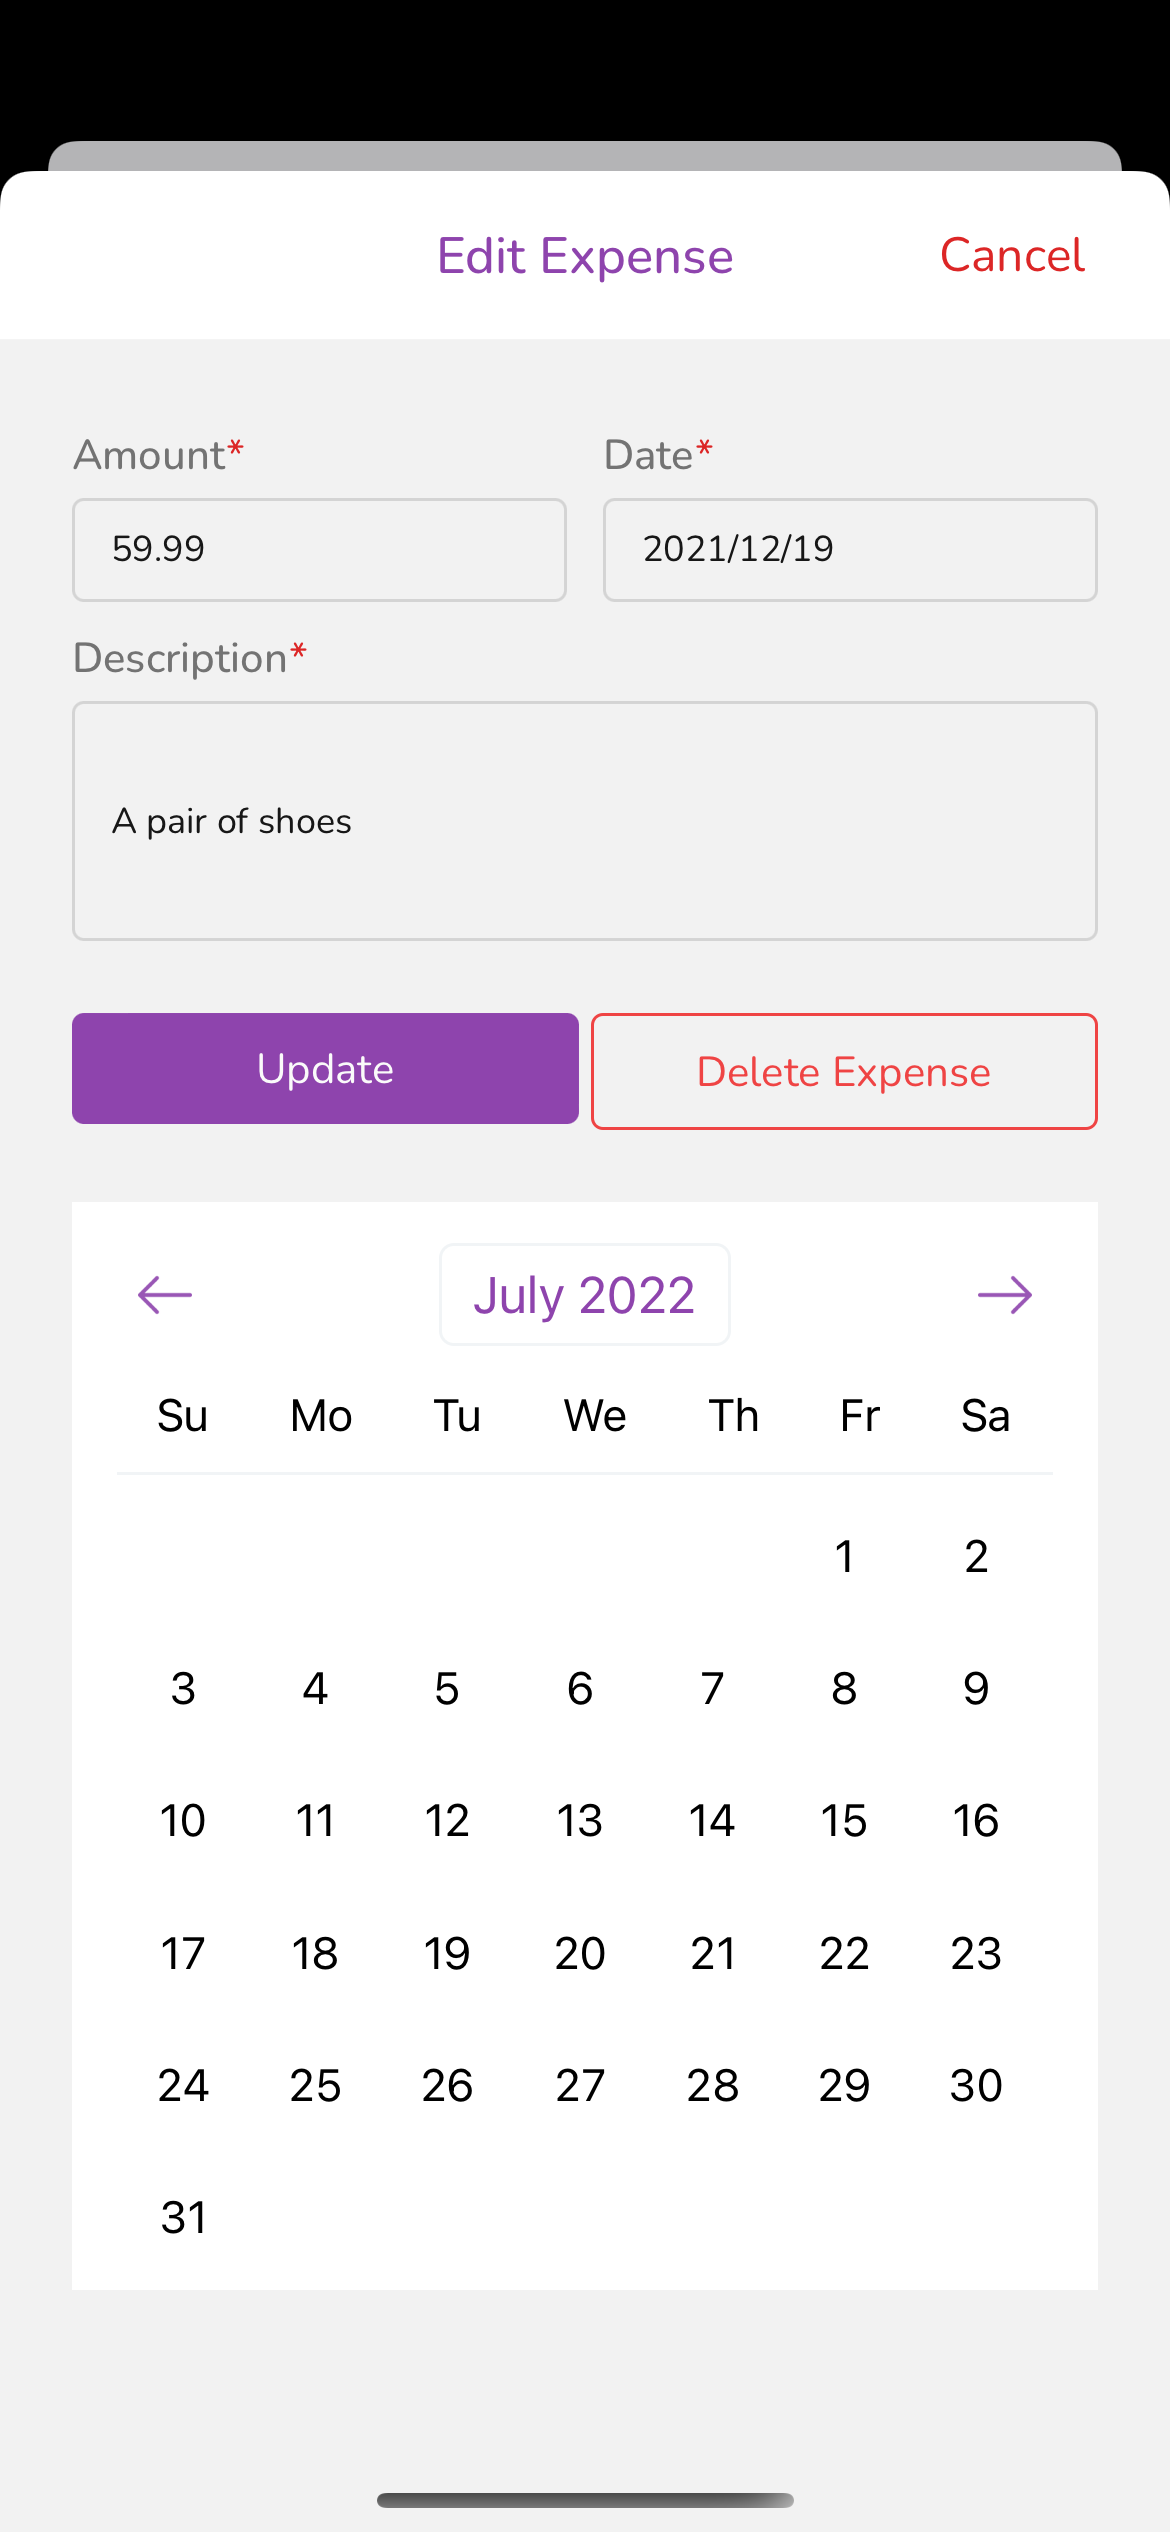 Edit Expense Cancel
Amount* Date*
59.99 2021/12/19
Description*
A pair of shoes
Update Delete Expense
July 2022
Su Mo Tu We Th Fr Sa
1 2
3 4 5 6 7 8 9
10 11 12 13 14 15 16
17 18 19 20 21 22 23
24 25 26 27 28 29 30
31